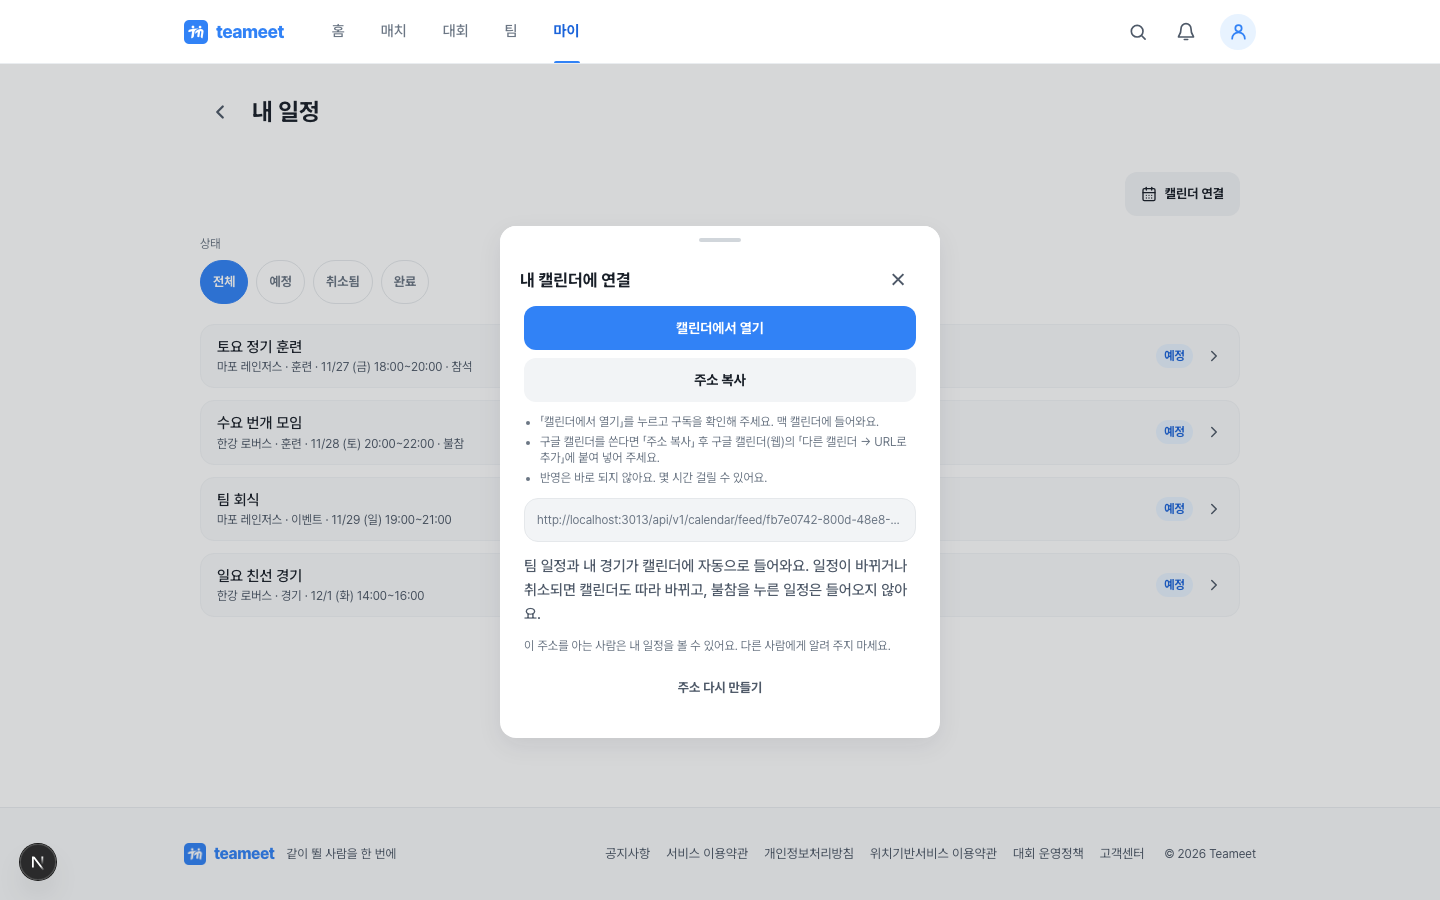 teameet
홈
매치
대회
팀
마이
내 일정
캘린더 연결
상태
전체
예정
취소됨
완료
토요 정기 훈련
마포 레인저스 · 훈련 · 11/27 (금) 18:00~20:00 · 참석
예정
수요 번개 모임
한강 로버스 · 훈련 · 11/28 (토) 20:00~22:00 · 불참
예정
팀 회식
마포 레인저스 · 이벤트 · 11/29 (일) 19:00~21:00
예정
일요 친선 경기
한강 로버스 · 경기 · 12/1 (화) 14:00~16:00
예정
내 캘린더에 연결
캘린더에서 열기
주소 복사
• 「캘린더에서 열기」를 누르고 구독을 확인해 주세요. 맥 캘린더에 들어와요.
• 구글 캘린더를 쓴다면 「주소 복사」 후 구글 캘린더(웹)의 「다른 캘린더 → URL로
추가」에 붙여 넣어 주세요.
• 반영은 바로 되지 않아요. 몇 시간 걸릴 수 있어요.
http://localhost:3013/api/v1/calendar/feed/fb7e0742-800d-48e8-...
팀 일정과 내 경기가 캘린더에 자동으로 들어와요. 일정이 바뀌거나
취소되면 캘린더도 따라 바뀌고, 불참을 누른 일정은 들어오지 않아
요.
이 주소를 아는 사람은 내 일정을 볼 수 있어요. 다른 사람에게 알려 주지 마세요.
주소 다시 만들기
N
teameet
같이 뛸 사람을 한 번에
공지사항
서비스 이용약관
개인정보처리방침
위치기반서비스 이용약관
대회 운영정책
고객센터
© 2026 Teameet